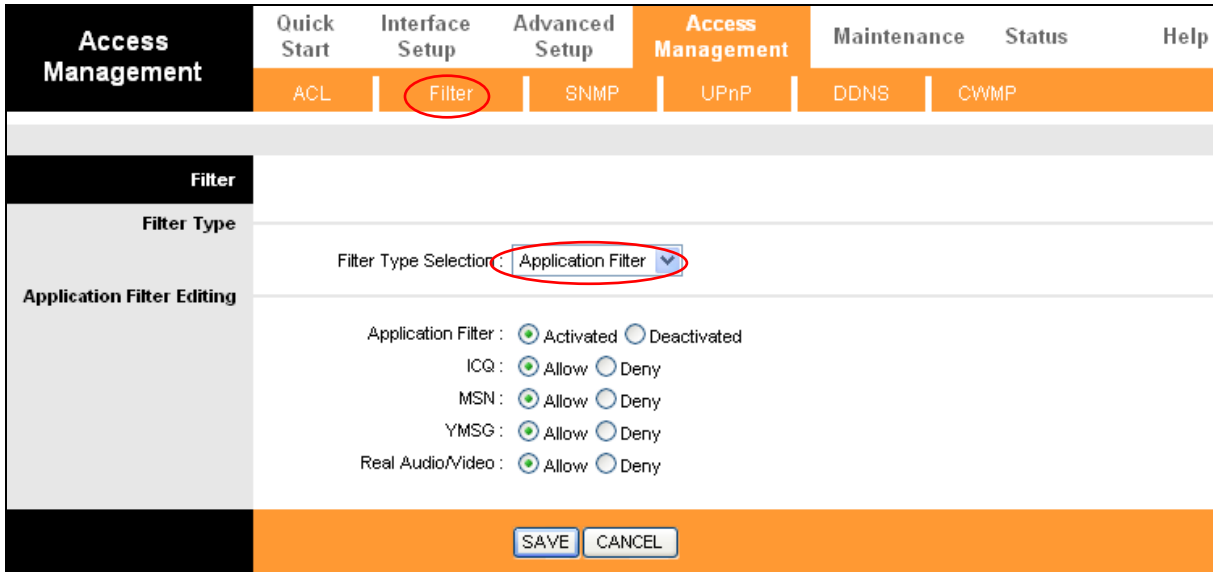 Access Management
Quick Start
Interface Setup
Advanced Setup
Access Management
Maintenance
Status
Help
ACL
Filter
SNMP
UPnP
DDNS
CWMP
Filter
Filter Type
Filter Type Selection : Application Filter
Application Filter Editing
Application Filter : Activated Deactivated
ICQ : Allow Deny
MSN : Allow Deny
YMSG : Allow Deny
Real Audio/Video : Allow Deny
SAVE CANCEL